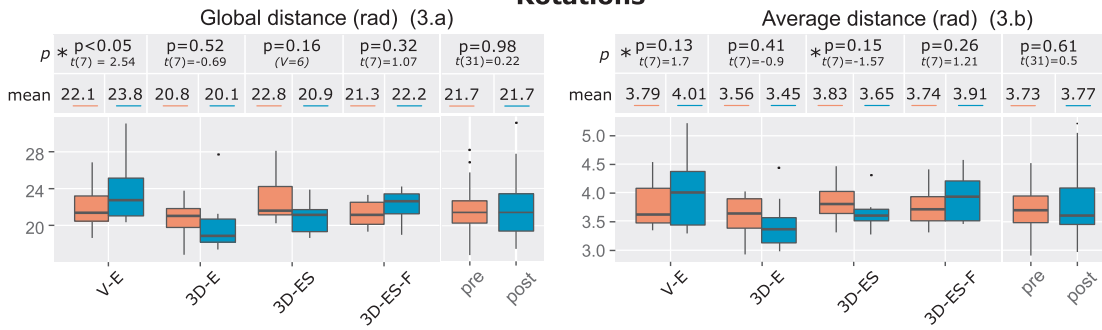 Rotations
Global distance (rad) (3.a)
p * p<0.05 p=0.52 p=0.16 p=0.32 p=0.98
t(7) = 2.54 t(7)=-0.69 (V=6) t(7)=1.07 t(31)=0.22
mean 22.1 23.8 20.8 20.1 22.8 20.9 21.3 22.2 21.7 21.7
28
24
20
V-E 3D-E 3D-ES 3D-ES-F pre post
Average distance (rad) (3.b)
p * p=0.13 p=0.41 * p=0.15 p=0.26 p=0.61
t(7)=1.7 t(7)=-0.9 t(7)=-1.57 t(7)=1.21 t(31)=0.5
mean 3.79 4.01 3.56 3.45 3.83 3.65 3.74 3.91 3.73 3.77
5.0
4.5
4.0
3.5
3.0
V-E 3D-E 3D-ES 3D-ES-F pre post